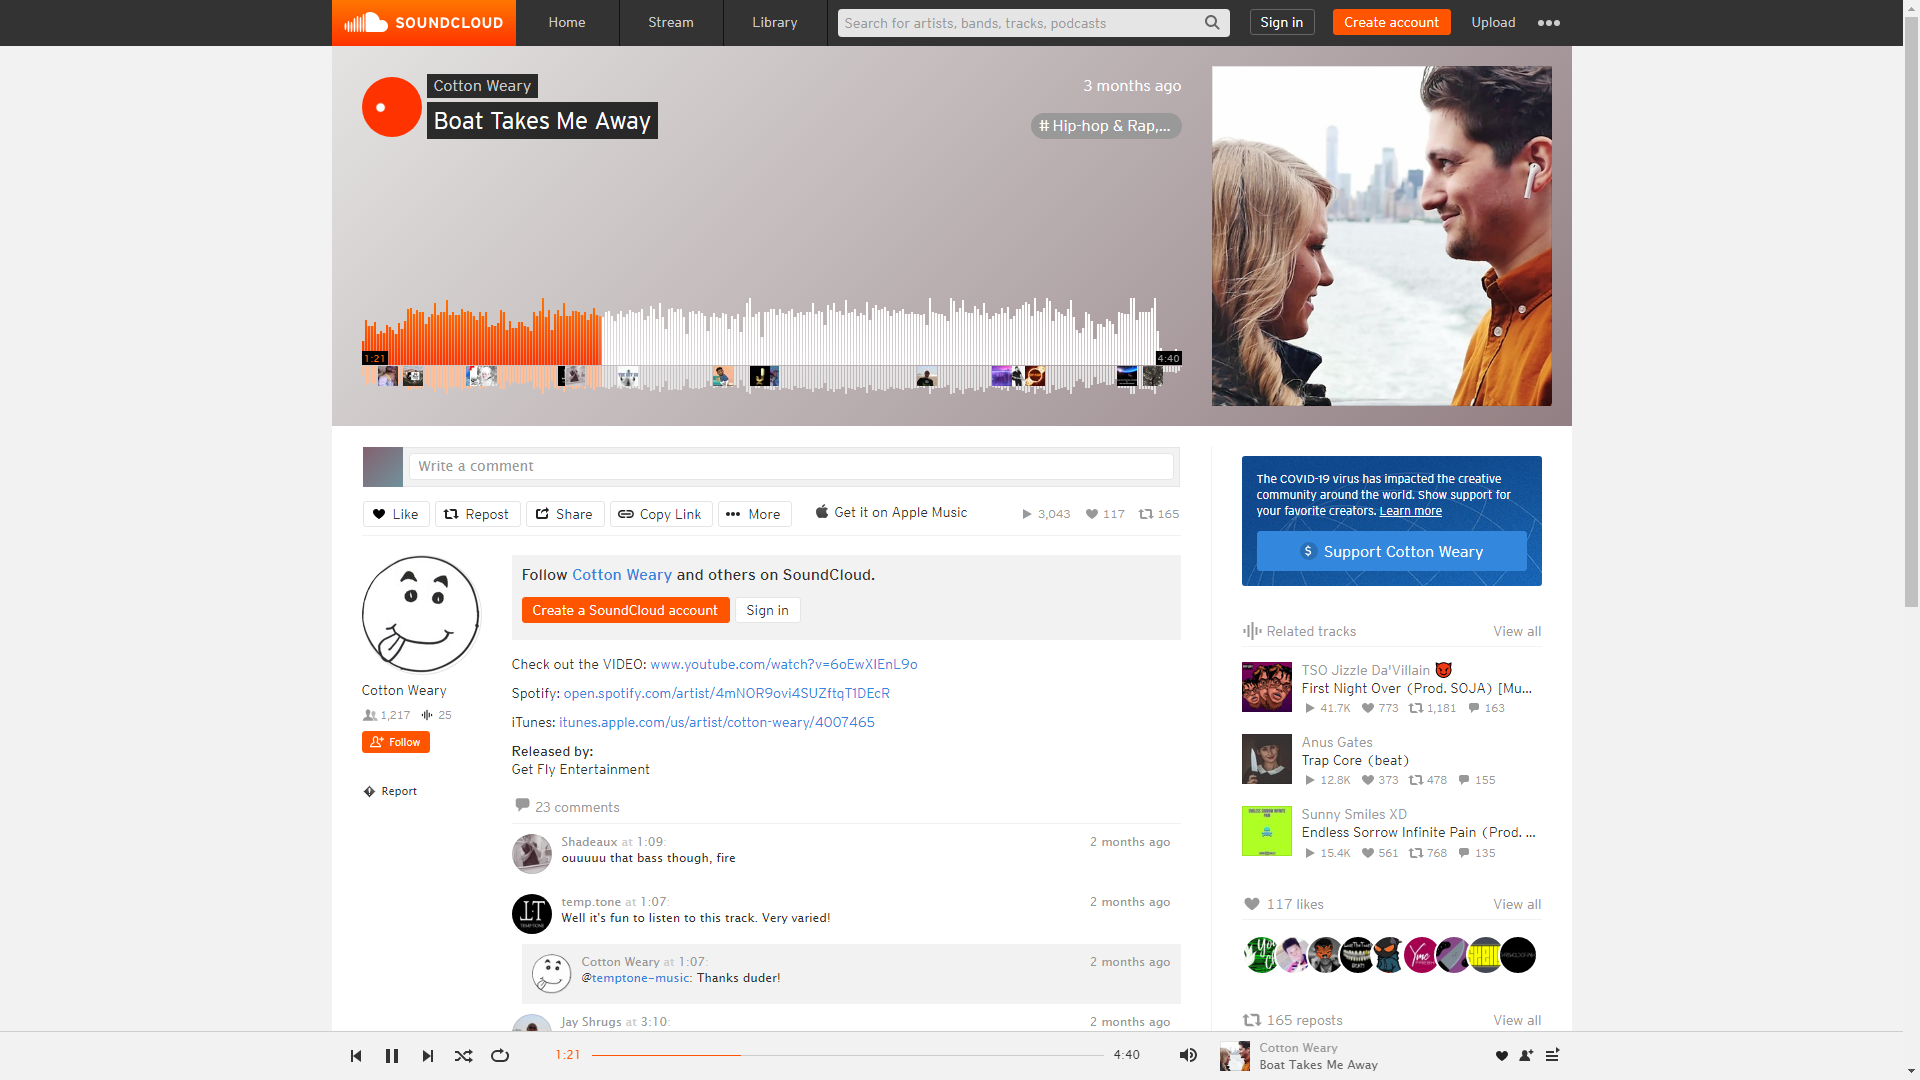 SOUNDCLOUD
Home
Stream
Library
Search for artists, bands, tracks, podcasts
Sign in
Create account
Upload
Cotton Weary
Boat Takes Me Away
3 months ago
# Hip-hop & Rap,...
1:21
4:40
Write a comment
Like
Repost
Share
Copy Link
More
Get it on Apple Music
3,043
117
165
Cotton Weary
1,217
25
Follow
Report
Follow Cotton Weary and others on SoundCloud.
Create a SoundCloud account
Sign in
Check out the VIDEO: www.youtube.com/watch?v=6oEwXIEnL9o
Spotify: open.spotify.com/artist/4mNOR9ovi4SUZftqT1DEcR
iTunes: itunes.apple.com/us/artist/cotton-weary/4007465
Released by:
Get Fly Entertainment
23 comments
Shadeaux at 1:09:
2 months ago
ouuuuu that bass though, fire
temp.tone at 1:07:
2 months ago
Well it's fun to listen to this track. Very varied!
Cotton Weary at 1:07:
2 months ago
@temptone-music: Thanks duder!
Jay Shrugs at 3:10:
2 months ago
The COVID-19 virus has impacted the creative
community around the world. Show support for
your favorite creators. Learn more
Support Cotton Weary
Related tracks
View all
TSO Jizzle Da'Villain 😈
First Night Over (Prod. SOJA) [Mu...
41.7K
773
1,181
163
Anus Gates
Trap Core (beat)
12.8K
373
478
155
Sunny Smiles XD
Endless Sorrow Infinite Pain (Prod. ...
15.4K
561
768
135
117 likes
View all
165 reposts
View all
1:21
4:40
Cotton Weary
Boat Takes Me Away